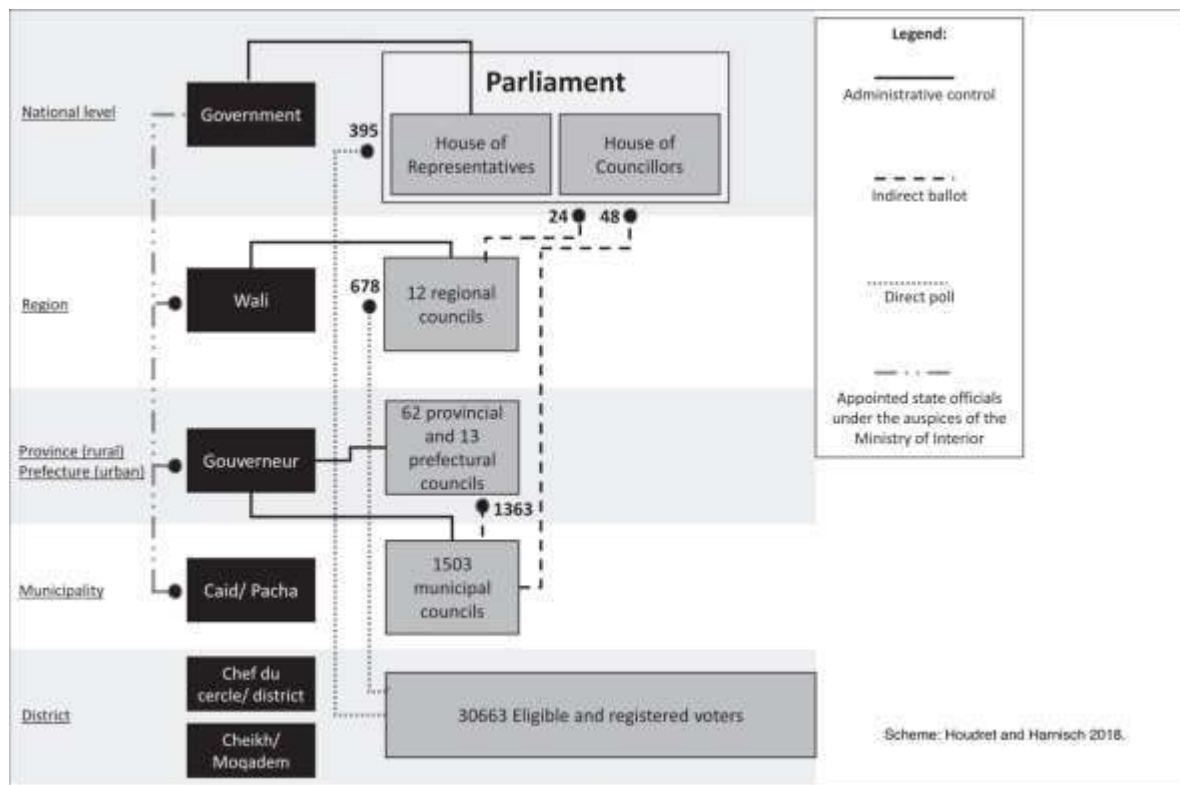 National level
Government
395
Parliament
House of
Representatives
House of
Councillors
24
48
Region
Wali
678
12 regional
councils
Province (rural)
Prefecture (urban)
Gouverneur
62 provincial
and 13
prefectural
councils
1363
Municipality
Caid/ Pacha
1503
municipal
councils
District
Chef du
cercle/ district
Cheikh/
Moqadem
30663 Eligible and registered voters
Legend:
Administrative control
Indirect ballot
Direct poll
Appointed state officials
under the auspices of the
Ministry of Interior
Scheme: Houdret and Harnisch 2018.